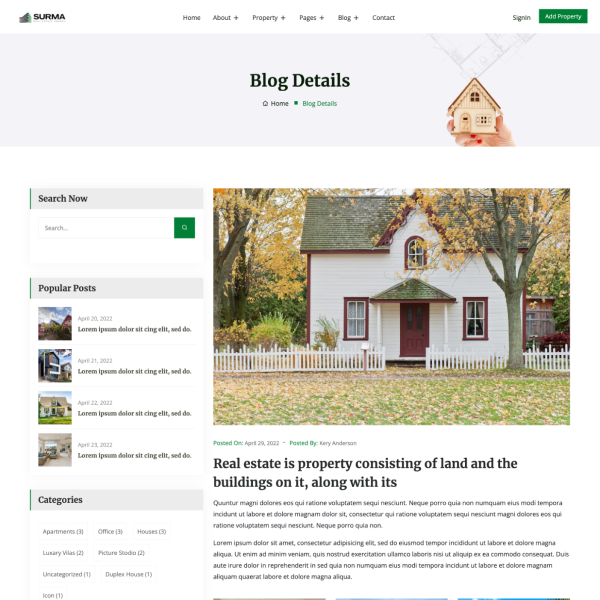 SURMA
Home About + Property + Pages + Blog + Contact
SignIn Add Property
Blog Details
Home Blog Details
Search Now
Search...
Popular Posts
April 20, 2022
Lorem ipsum dolor sit cing elit, sed do.
April 21, 2022
Lorem ipsum dolor sit cing elit, sed do.
April 22, 2022
Lorem ipsum dolor sit cing elit, sed do.
April 23, 2022
Lorem ipsum dolor sit cing elit, sed do.
Categories
Apartments (3) Office (3) Houses (3)
Luxary Vilas (2) Picture Studio (2)
Uncategorized (1) Duplex House (1)
Icon (1)
Posted On: April 29, 2022 - Posted By: Kery Anderson
Real estate is property consisting of land and the
buildings on it, along with its
Quuntur magni dolores eos qui ratione voluptatem sequi nesciunt. Neque porro quia non numquam eius modi tempora
incidunt ut labore et dolore magnam dolor sit, consectetur qui ratione voluptatem sequi nesciunt magni dolores eos qui
ratione voluptatem sequi nesciunt. Neque porro quia non.
Lorem ipsum dolor sit amet, consectetur adipisicing elit, sed do eiusmod tempor incididunt ut labore et dolore magna
aliqua. Ut enim ad minim veniam, quis nostrud exercitation ullamco laboris nisi ut aliquip ex ea commodo consequat. Duis
aute irure dolor in reprehenderit in sed quia non numquam eius modi tempora incidunt ut labore et dolore magnam
aliquam quaerat labore et dolore magna aliqua.